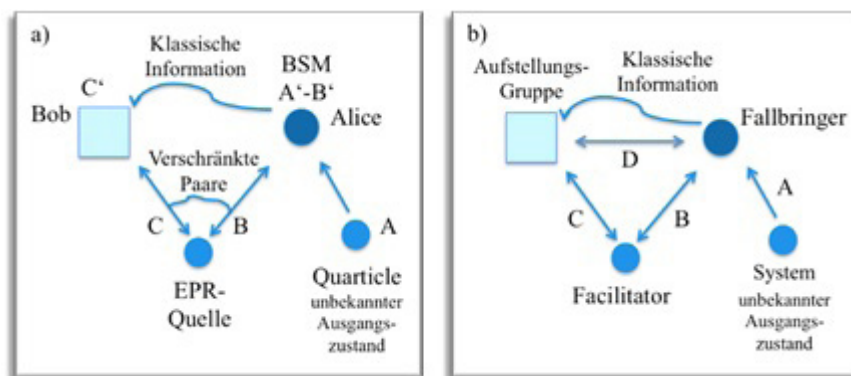 a)
Klassische
Information
BSM
A‘-B‘
C‘
Bob
Alice
Verschränkte
Paare
C
B
A
EPR-
Quelle
Quarticle
unbekannter
Ausgangs-
zustand
b)
Klassische
Information
Aufstellungs-
Gruppe
Fallbringer
D
A
C
B
Facilitator
System
unbekannter
Ausgangs-
zustand